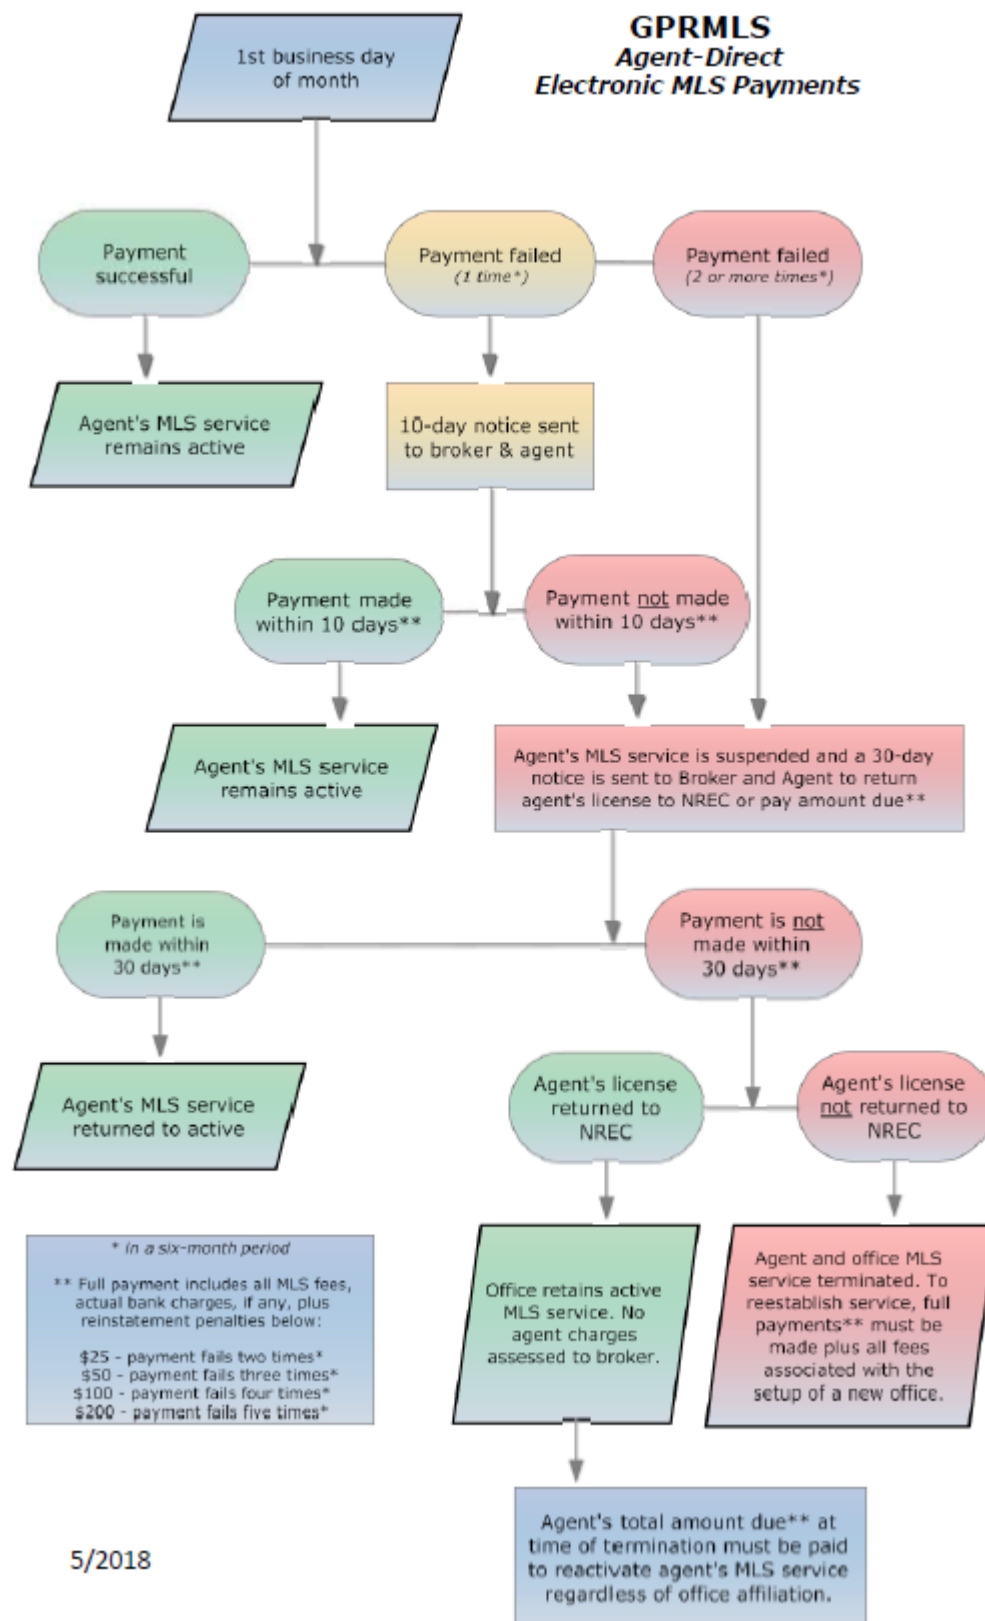 GPRMLS
Agent-Direct
Electronic MLS Payments
1st business day
of month
Payment
successful
Payment failed
(1 time*)
Payment failed
(2 or more times*)
Agent's MLS service
remains active
10-day notice sent
to broker & agent
Payment made
within 10 days**
Payment not made
within 10 days**
Agent's MLS service
remains active
Agent's MLS service is suspended and a 30-day
notice is sent to Broker and Agent to return
agent's license to NREC or pay amount due**
Payment is
made within
30 days**
Payment is not
made within
30 days**
Agent's MLS service
returned to active
Agent's license
returned to
NREC
Agent's license
not returned to
NREC
* In a six-month period
** Full payment includes all MLS fees,
actual bank charges, if any, plus
reinstatement penalties below:
$25 - payment fails two times*
$50 - payment fails three times*
$100 - payment fails four times*
$200 - payment fails five times*
Office retains active
MLS service. No
agent charges
assessed to broker.
Agent and office MLS
service terminated. To
reestablish service, full
payments** must be
made plus all fees
associated with the
setup of a new office.
Agent's total amount due** at
time of termination must be paid
to reactivate agent's MLS service
regardless of office affiliation.
5/2018